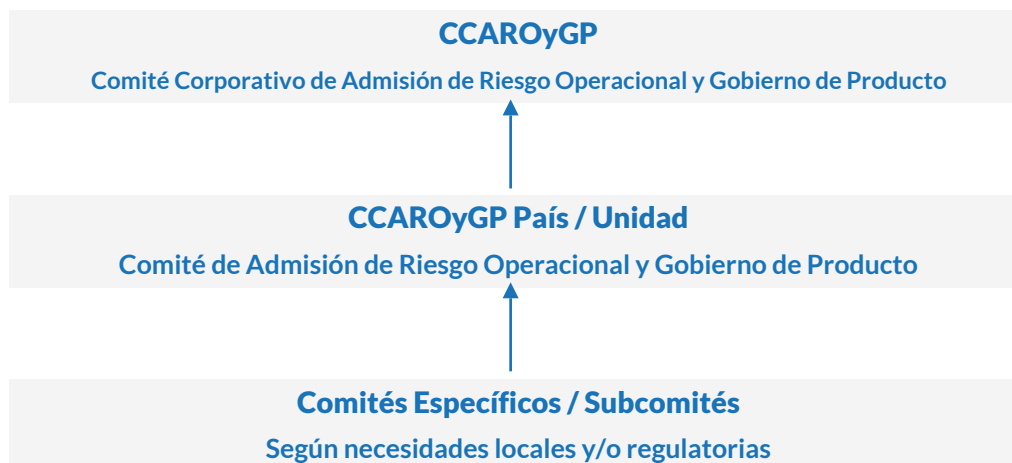 CCAROyGP
Comité Corporativo de Admisión de Riesgo Operacional y Gobierno de Producto
CCAROyGP País / Unidad
Comité de Admisión de Riesgo Operacional y Gobierno de Producto
Comités Específicos / Subcomités
Según necesidades locales y/o regulatorias